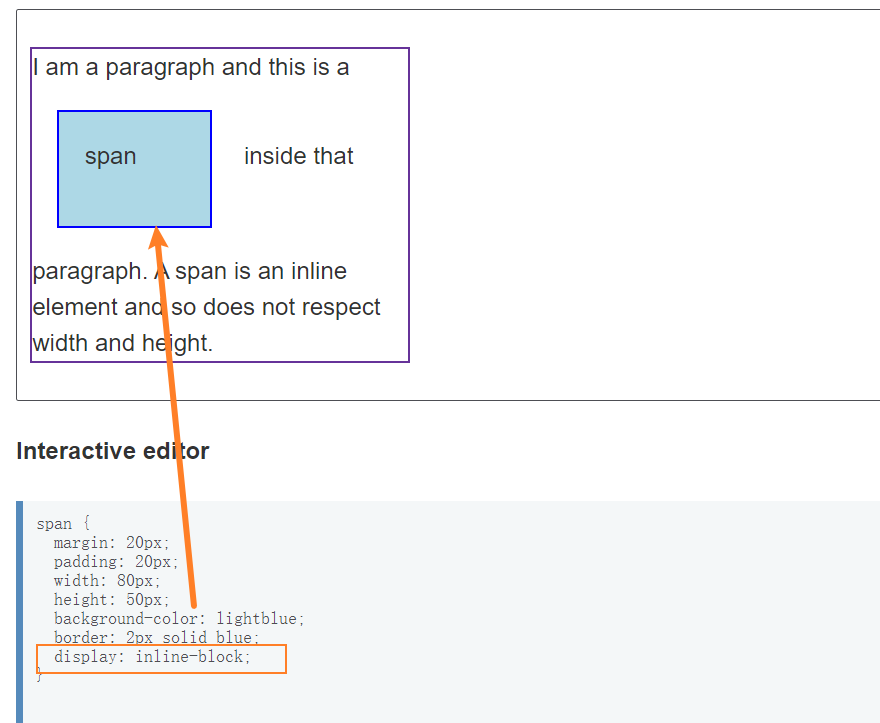 I am a paragraph and this is a
span inside that
paragraph. A span is an inline
element and so does not respect
width and height.
Interactive editor
span {
margin: 20px;
padding: 20px;
width: 80px;
height: 50px;
background-color: lightblue;
border: 2px solid blue;
display: inline-block;
}